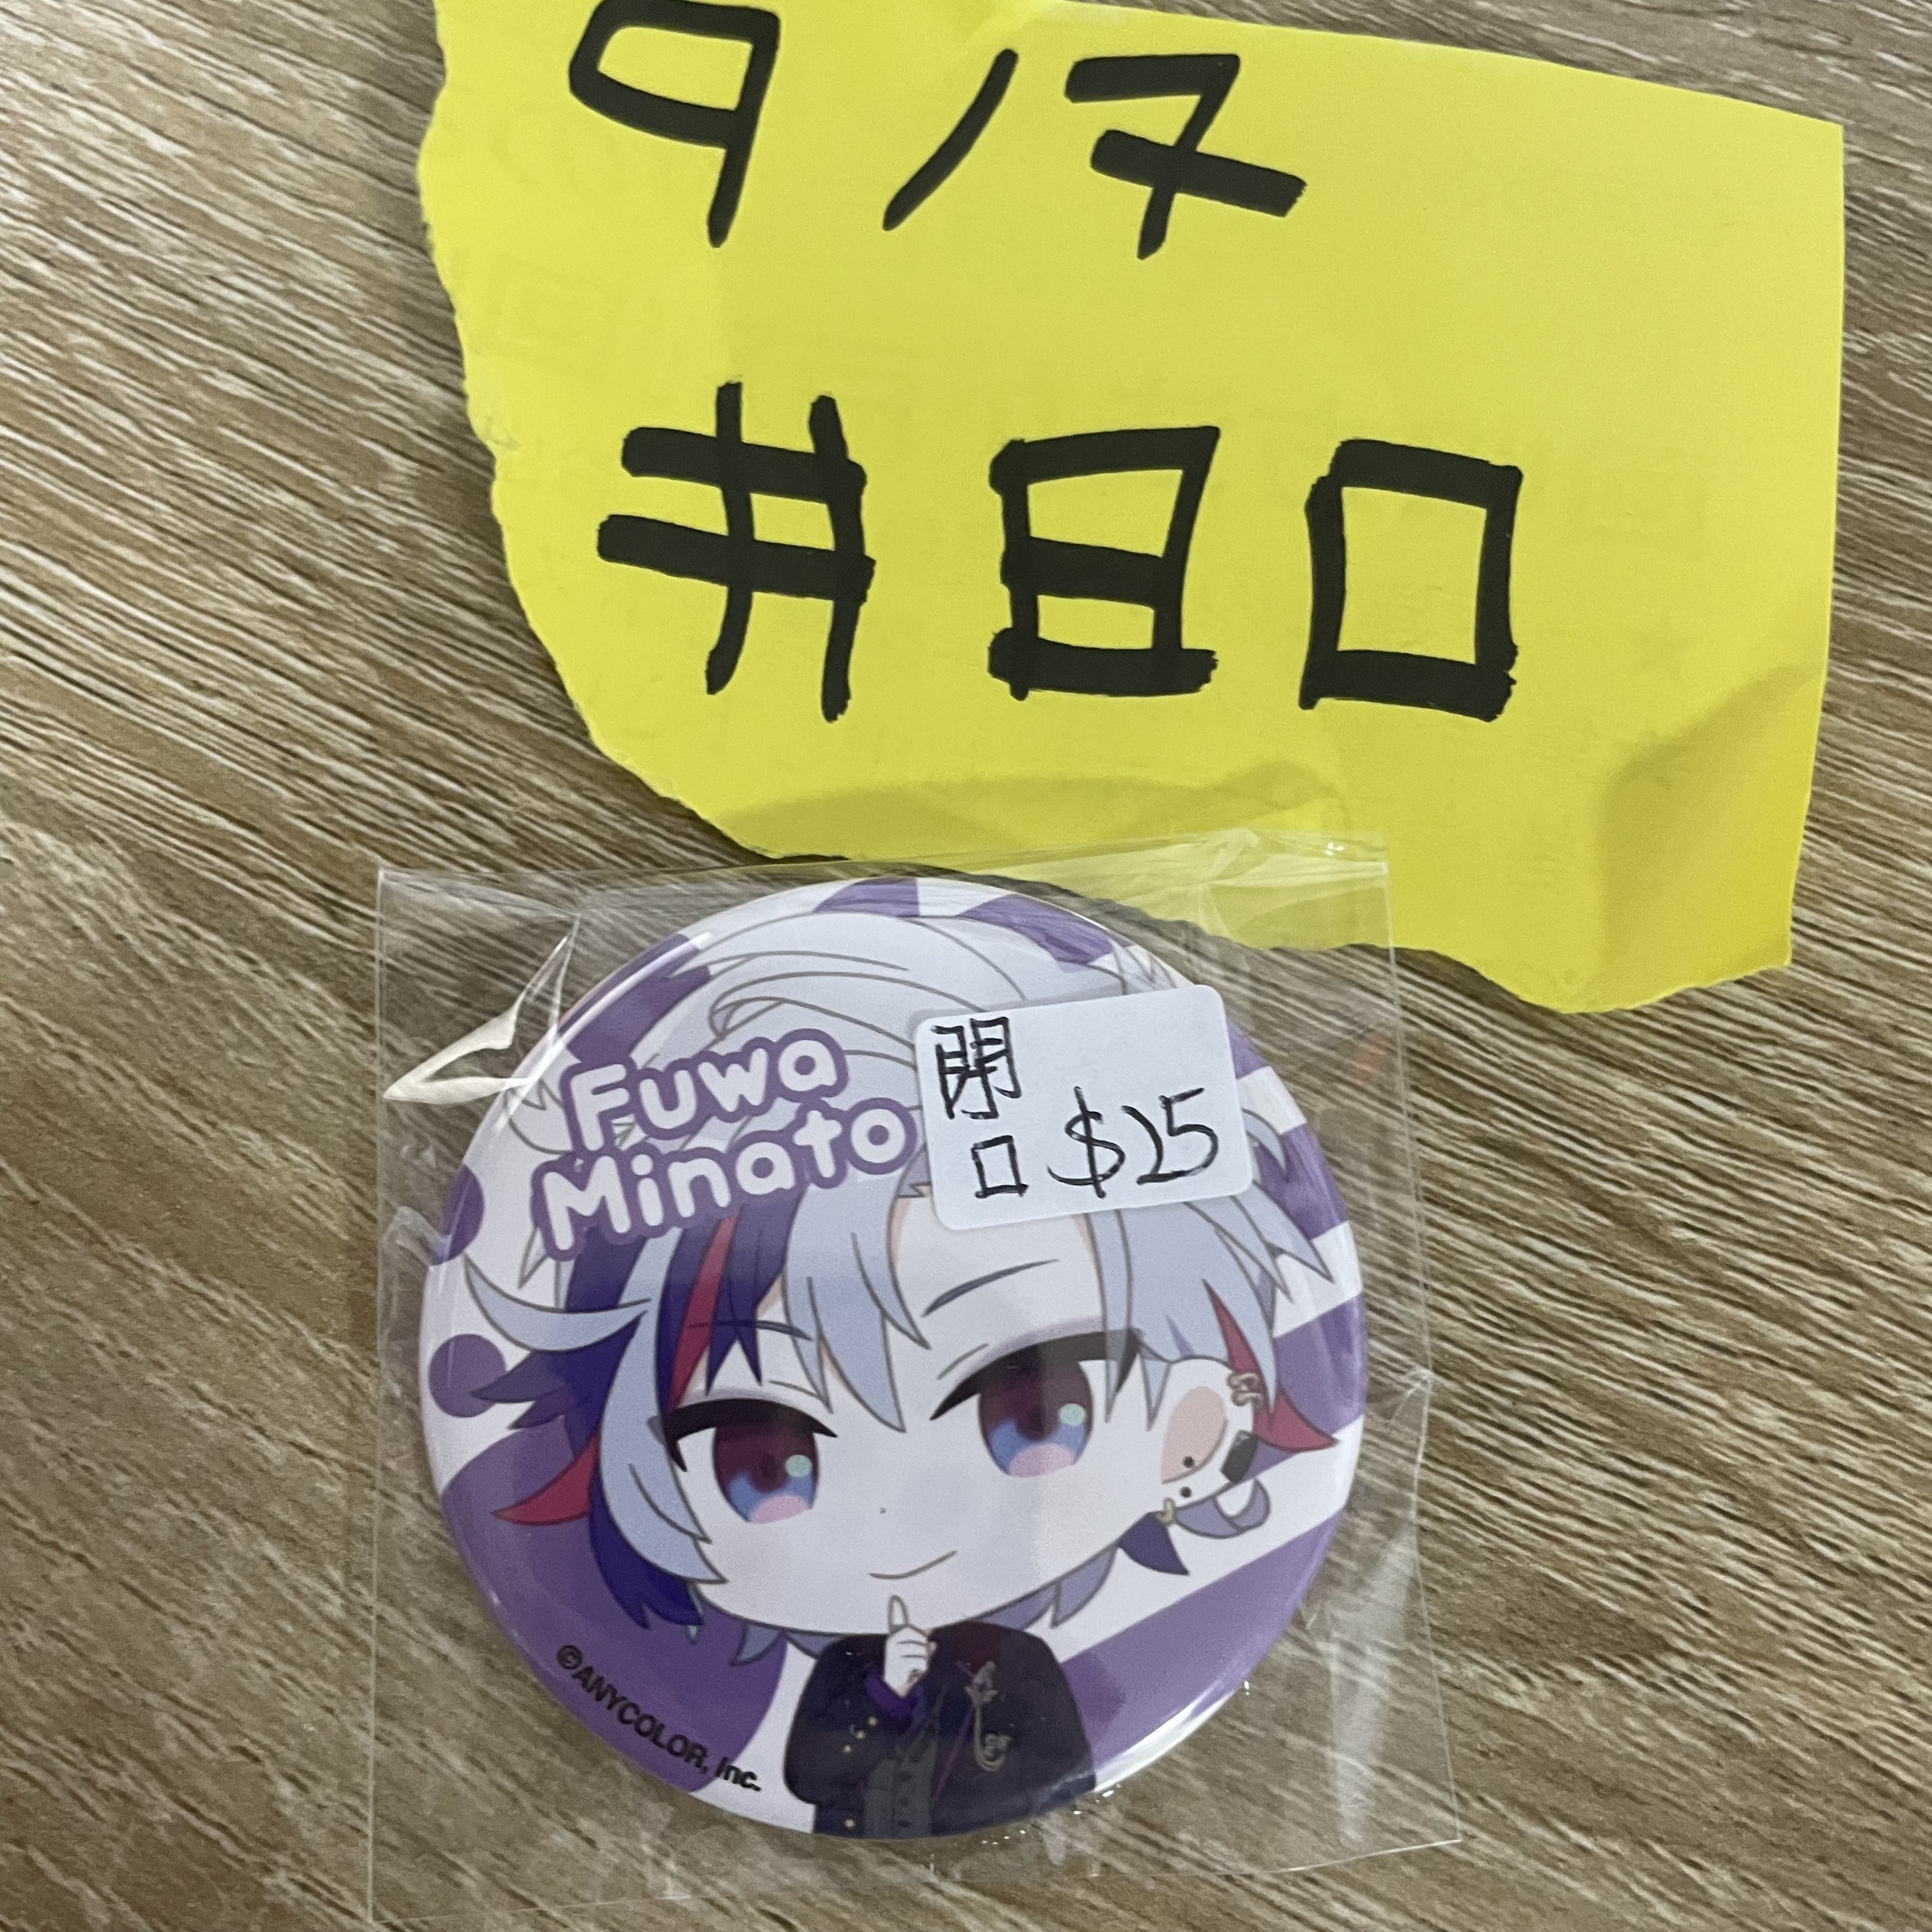 9/7
#80
Fuwa
Minato
開
口 $25
©ANYCOLOR, Inc.